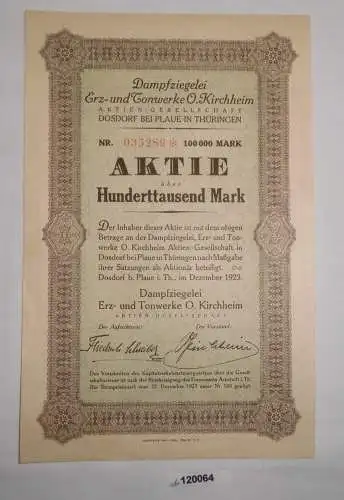 Dampfziegelei
Erz- und Tonwerke O. Kirchheim
AKTIEN-GESELLSCHAFT
DOSDORF BEI PLAUE IN THÜRINGEN
NR. 035286 * 100000 MARK
AKTIE
über
Hunderttausend Mark
Der Inhaber dieser Aktie ist mit dem obigen
Betrage an der Dampfziegelei, Erz- und Ton-
werke O. Kirchheim Aktien-Gesellschaft, in
Dosdorf bei Plaue in Thüringen nach Maßgabe
ihrer Satzungen als Aktionär beteiligt.
Dosdorf b. Plaue i. Th., im Dezember 1923.
Dampfziegelei
Erz- und Tonwerke O. Kirchheim
AKTIEN-GESELLSCHAFT
Der Aufsichtsrat: Der Vorstand:
120064